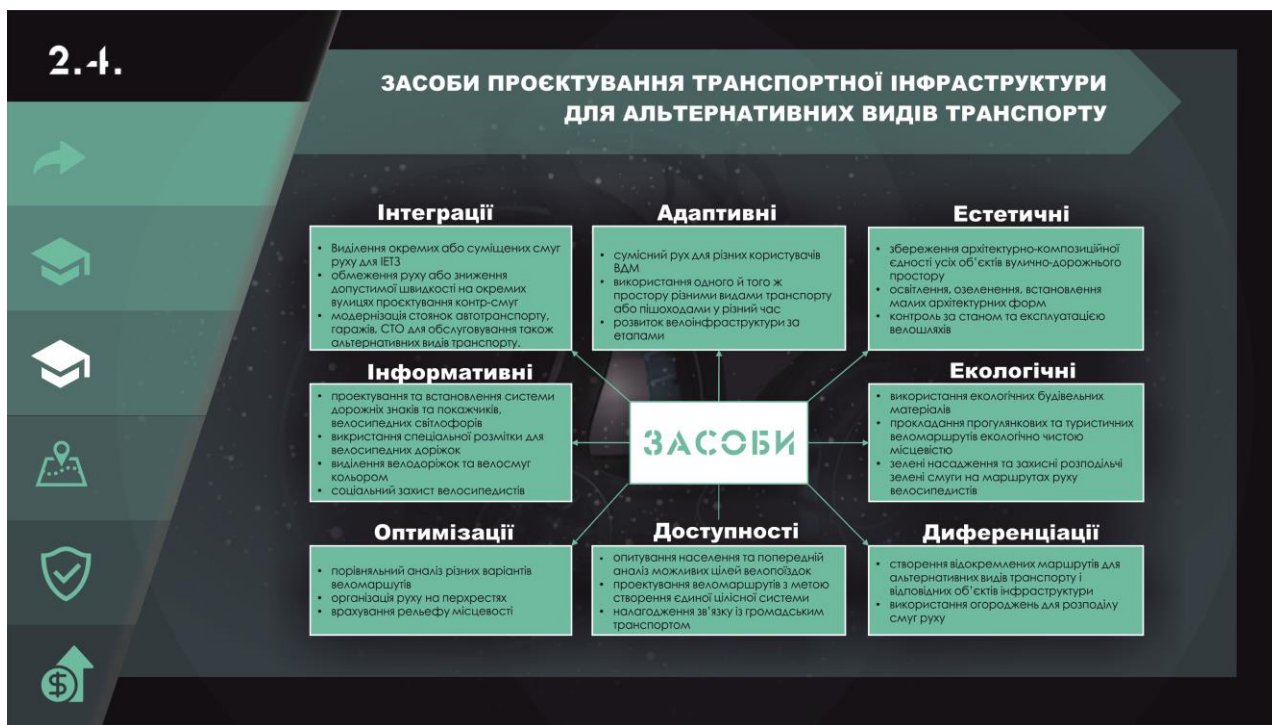 2.4.
ЗАСОБИ ПРОЄКТУВАННЯ ТРАНСПОРТНОЇ ІНФРАСТРУКТУРИ
ДЛЯ АЛЬТЕРНАТИВНИХ ВИДІВ ТРАНСПОРТУ
Інтеграції
• Виділення окремих або суміщених смуг
руху для ІЕТЗ
• обмеження руху або зниження
допустимої швидкості на окремих
вулицях проєктування контр-смуг
• модернізація стоянок автотранспорту,
гаражів, СТО для обслуговування також
альтернативних видів транспорту.
Адаптивні
• сумісний рух для різних користувачів
ВДМ
• використання одного й того ж
простору різними видами транспорту
або пішоходами у різний час
• розвиток велоінфраструктури за
етапами
Естетичні
• збереження архітектурно-композиційної
єдності усіх об'єктів вулично-дорожнього
простору
• освітлення, озеленення, встановлення
малих архітектурних форм
• контроль за станом та експлуатацією
велошляхів
Інформативні
• проектування та встановлення системи
дорожніх знаків та покажчиків,
велосипедних світлофорів
• викристання спеціальної розмітки для
велосипедних доріжок
• виділення велодоріжок та велосмуг
кольором
• соціальний захист велосипедистів
ЗАСОБИ
Екологічні
• використання екологічних будівельних
матеріалів
• прокладання прогулянкових та туристичних
веломаршрутів екологічно чистою
місцевістю
• зелені насадження та захисні розподільчі
зелені смуги на маршрутах руху
велосипедистів
Оптимізації
• порівняльний аналіз різних варіантів
веломаршутів
• організація руху на перхрестях
• врахування рельєфу місцевості
Доступності
• опитування населення та попередній
аналіз можливих цілей велопоїздок
• проектування веломаршрутів з метою
створення єдиної цілісної системи
• налагодження зв'язку із громадським
транспортом
Диференціації
• створення відокремлених маршрутів для
альтернативних видів транспорту і
відповідних об'єктів інфраструктури
• використання огороджень для розподілу
смуг руху
$